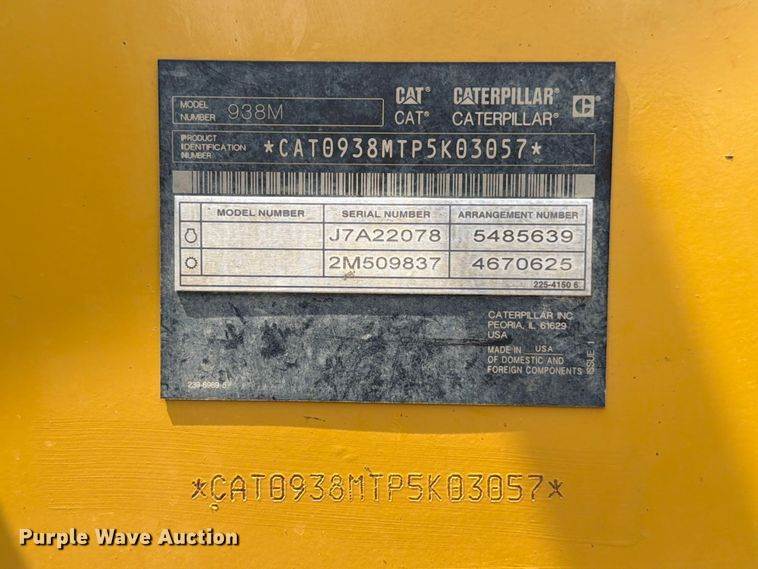 MODEL NUMBER 938M
CAT® CATERPILLAR® C
CAT® CATERPILLAR®
PRODUCT IDENTIFICATION NUMBER *CAT0938MTP5K03057*
MODEL NUMBER SERIAL NUMBER ARRANGEMENT NUMBER
J7A22078 5485639
2M509837 4670625
225-4150 6
CATERPILLAR INC
PEORIA, IL 61629
USA
MADE IN USA
OF DOMESTIC AND
FOREIGN COMPONENTS
ISSUE 1
*CAT0938MTP5K03057*
Purple Wave Auction